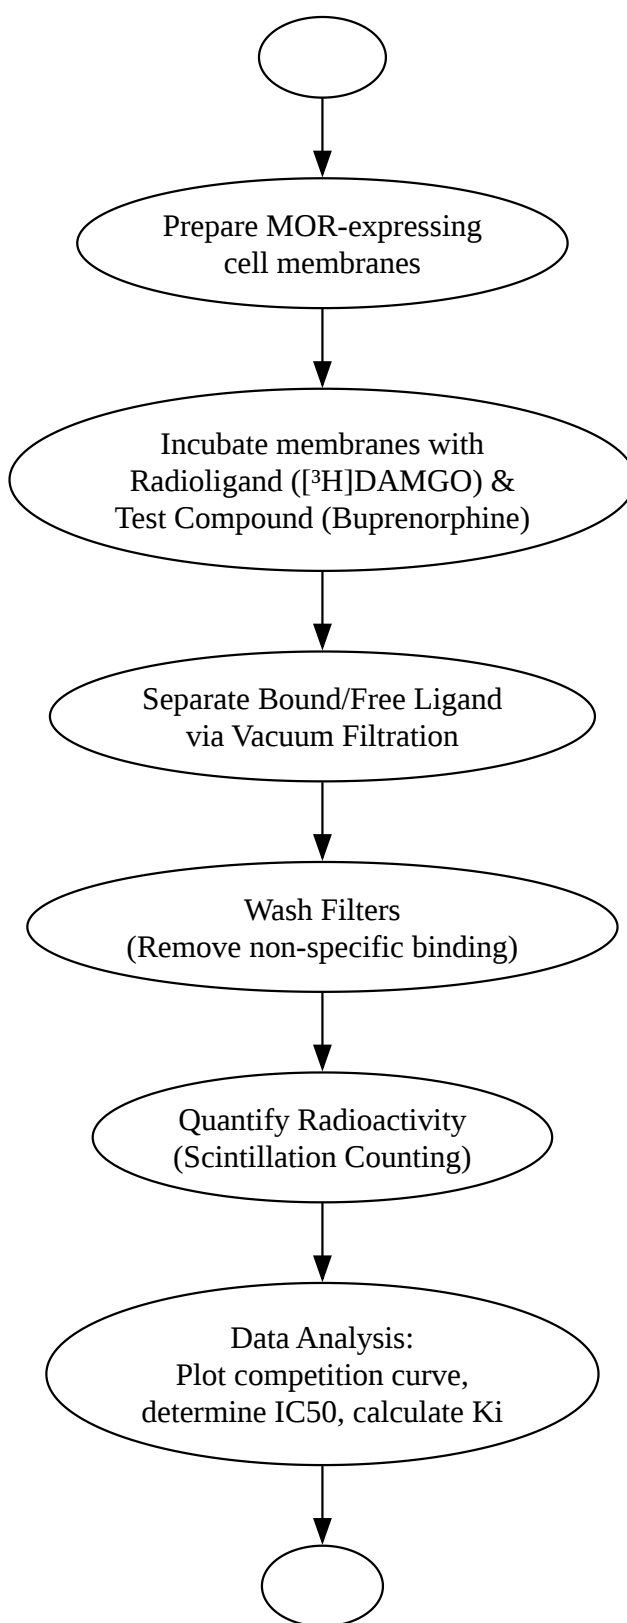 Prepare MOR-expressing
cell membranes
Incubate membranes with
Radioligand ([³H]DAMGO) &
Test Compound (Buprenorphine)
Separate Bound/Free Ligand
via Vacuum Filtration
Wash Filters
(Remove non-specific binding)
Quantify Radioactivity
(Scintillation Counting)
Data Analysis:
Plot competition curve,
determine IC50, calculate Ki